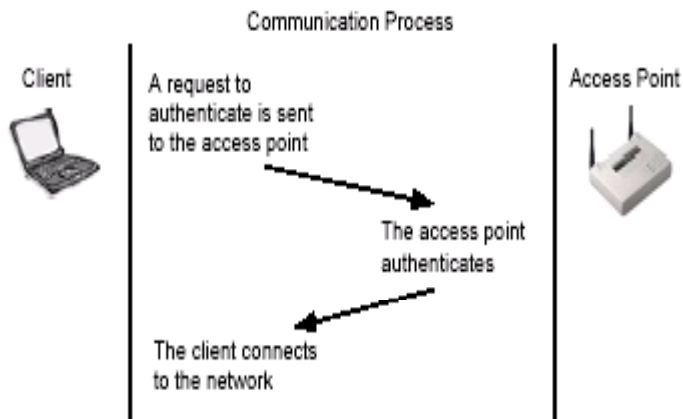 Communication Process
Client
Access Point
A request to
authenticate is sent
to the access point
The access point
authenticates
The client connects
to the network